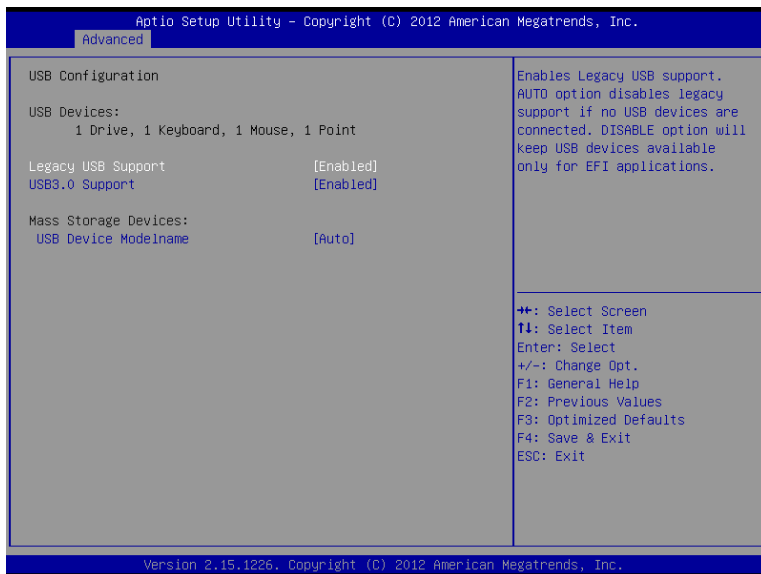 Aptio Setup Utility – Copyright (C) 2012 American Megatrends, Inc.
Advanced
USB Configuration
USB Devices:
1 Drive, 1 Keyboard, 1 Mouse, 1 Point
Legacy USB Support [Enabled]
USB3.0 Support [Enabled]
Mass Storage Devices:
USB Device Modelname [Auto]
Enables Legacy USB support.
AUTO option disables legacy
support if no USB devices are
connected. DISABLE option will
keep USB devices available
only for EFI applications.
→←: Select Screen
↑↓: Select Item
Enter: Select
+/-: Change Opt.
F1: General Help
F2: Previous Values
F3: Optimized Defaults
F4: Save & Exit
ESC: Exit
Version 2.15.1226. Copyright (C) 2012 American Megatrends, Inc.